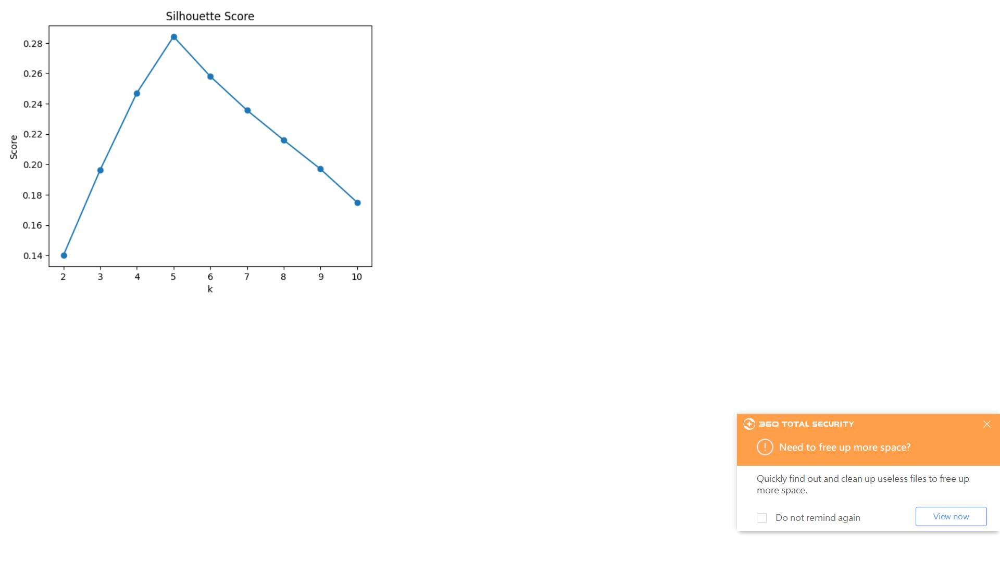 Silhouette Score
0.28
0.26
0.24
0.22
0.20
0.18
0.16
0.14
Score
2 3 4 5 6 7 8 9 10
k
360 TOTAL SECURITY
Need to free up more space?
Quickly find out and clean up useless files to free up
more space.
Do not remind again
View now